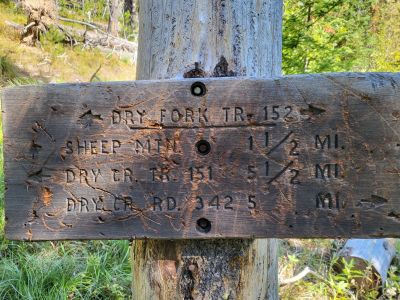 DRY FORK TR. 152
SHEEP MTN. 1 1/2 MI.
DRY CR. TR. 151 5 1/2 MI.
DRY CR. RD. 342 5 MI.